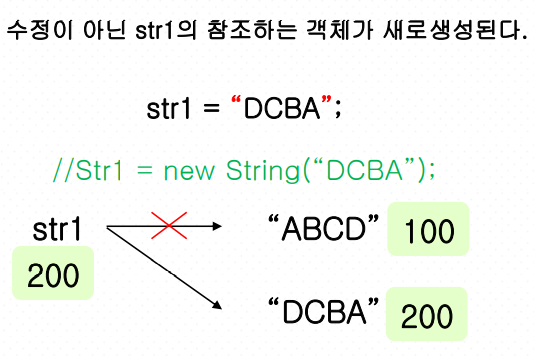 수정이 아닌 str1의 참조하는 객체가 새로생성된다.
str1 = “DCBA”;
//Str1 = new String(“DCBA”);
str1 “ABCD” 100
200
“DCBA” 200